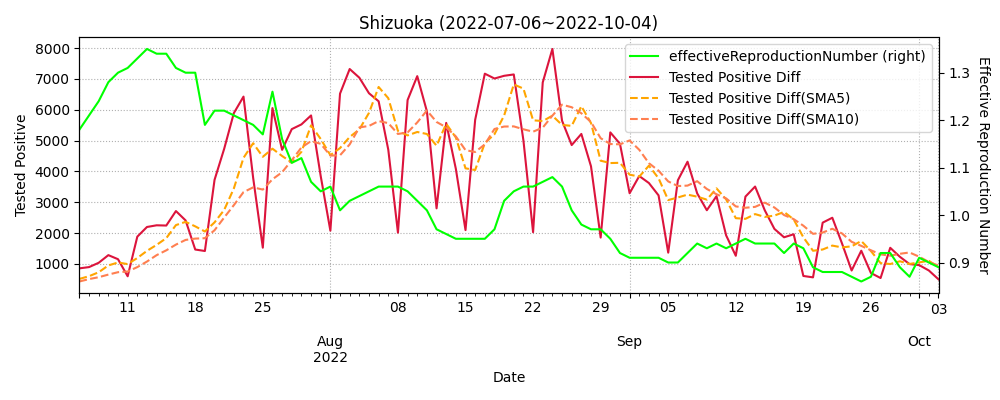 Shizuoka (2022-07-06~2022-10-04)
effectiveReproductionNumber (right)
Tested Positive Diff
Tested Positive Diff(SMA5)
Tested Positive Diff(SMA10)
Tested Positive
8000
7000
6000
5000
4000
3000
2000
1000
1.3
1.2
1.1
1.0
0.9
Effective Reproduction Number
11 18 25 08 15 22 29 05 12 19 26 03
Aug Sep Oct
2022
Date